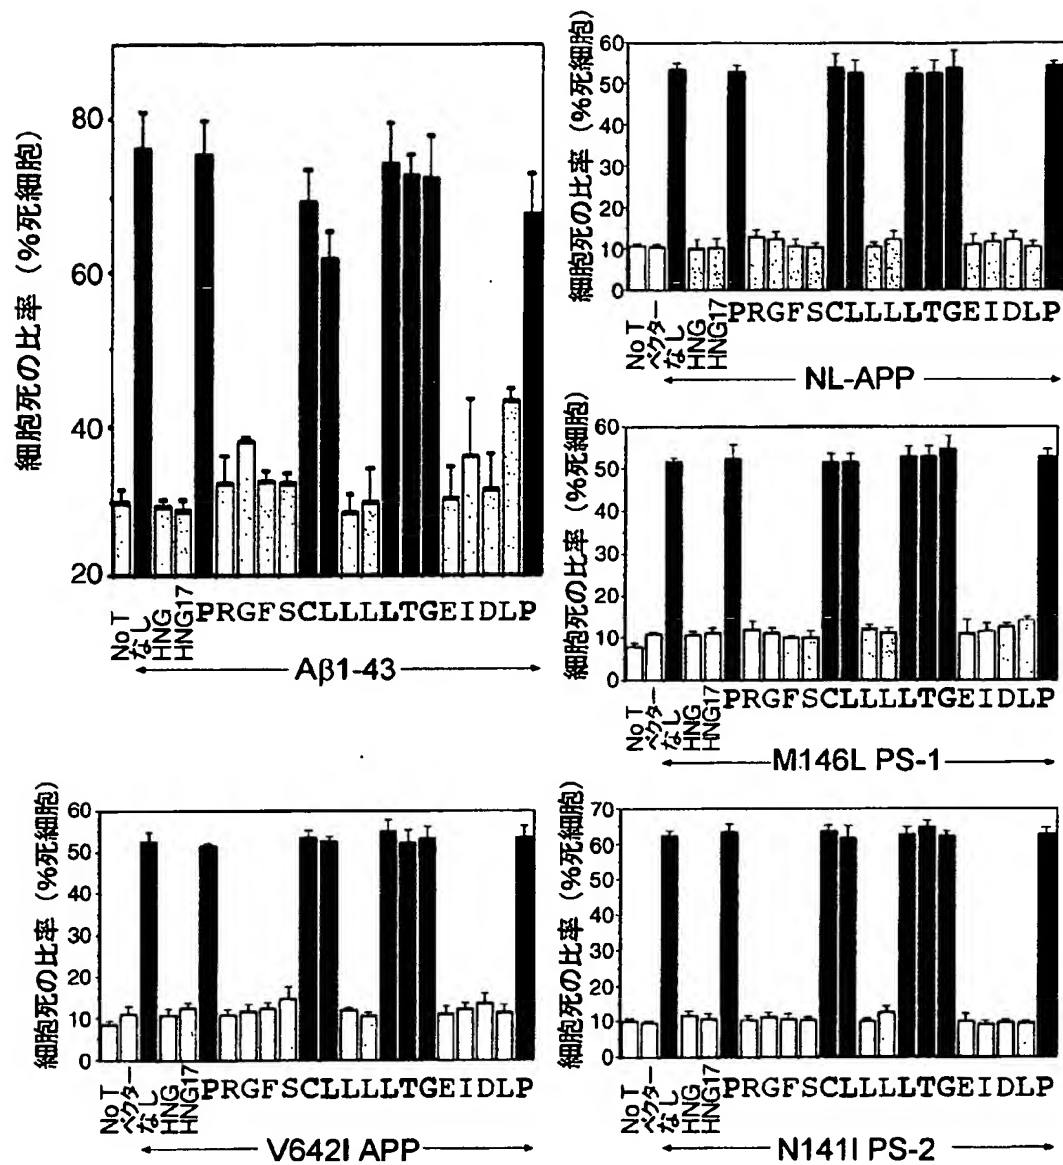 細胞死の比率 (%死細胞)
80
60
40
20
No T
なし
HNG
HNG17
PRGFSCLLLLTGEIDLP
Aβ1-43
細胞死の比率 (%死細胞)
60
50
40
30
20
10
0
No T
ベクター
なし
HNG
HNG17
PRGFSCLLLLTGEIDLP
NL-APP
細胞死の比率 (%死細胞)
60
50
40
30
20
10
0
No T
ベクター
なし
HNG
HNG17
PRGFSCLLLLTGEIDLP
M146L PS-1
細胞死の比率 (%死細胞)
60
50
40
30
20
10
0
No T
ベクター
なし
HNG
HNG17
PRGFSCLLLLTGEIDLP
V642I APP
細胞死の比率 (%死細胞)
70
60
50
40
30
20
10
0
No T
ベクター
なし
HNG
HNG17
PRGFSCLLLLTGEIDLP
N141I PS-2